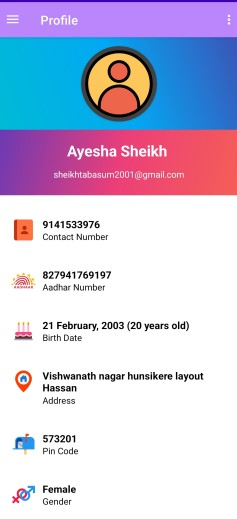 Profile
Ayesha Sheikh
sheikhtabasum2001@gmail.com
9141533976
Contact Number
AADHAAR
827941769197
Aadhar Number
21 February, 2003 (20 years old)
Birth Date
Vishwanath nagar hunsikere layout
Hassan
Address
573201
Pin Code
Female
Gender